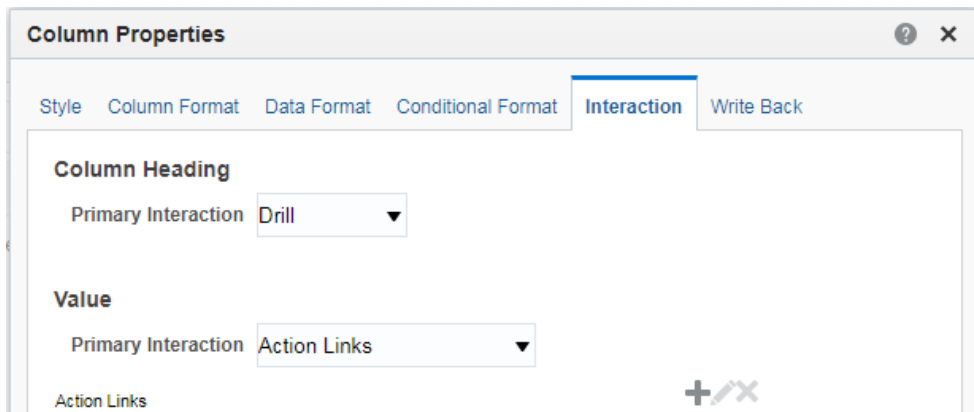 Column Properties
Style Column Format Data Format Conditional Format Interaction Write Back
Column Heading
Primary Interaction Drill
Value
Primary Interaction Action Links
Action Links